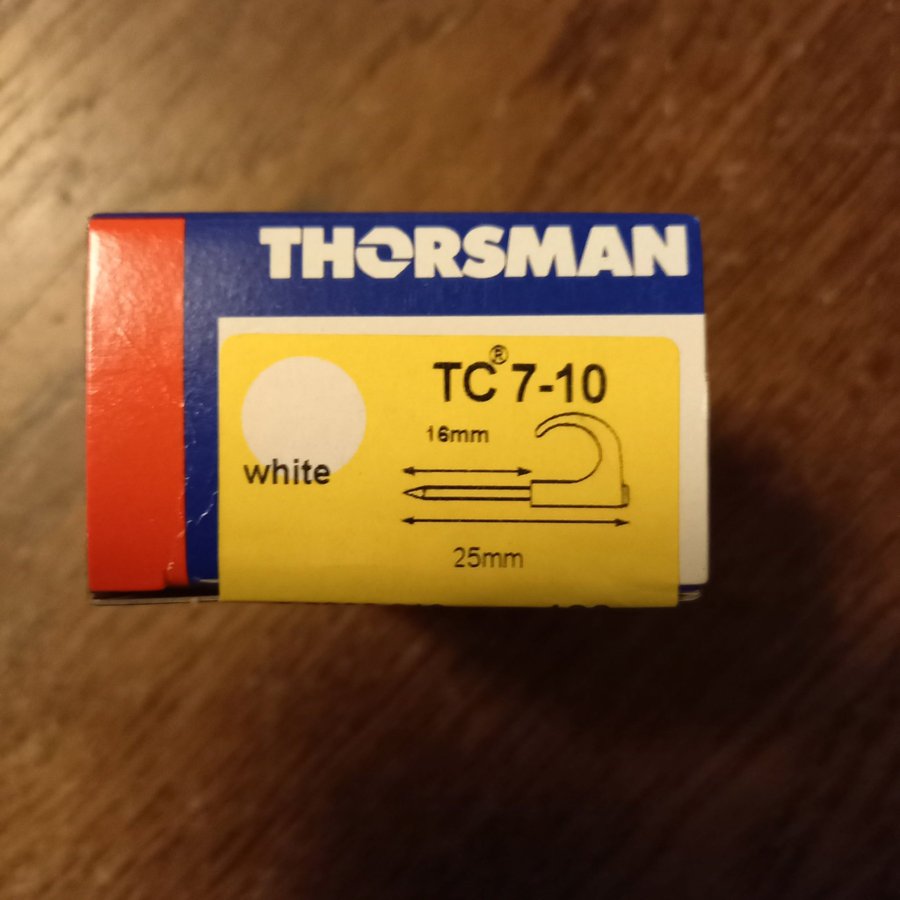 THORSMAN
TC® 7-10
16mm
white
25mm